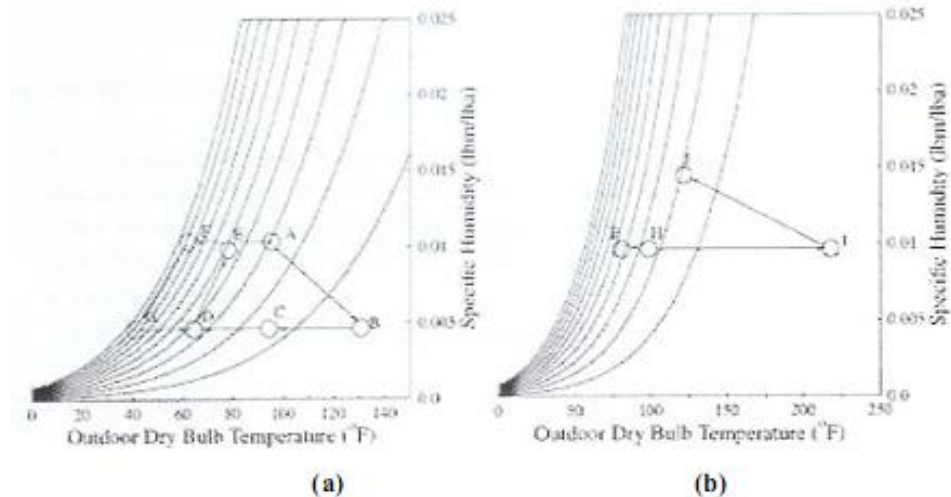 0.025
0.02
0.015
0.01
0.005
0.0
Specific Humidity (lbm/lba)
A
B
C
D
E
0 20 40 60 80 100 120 140
Outdoor Dry Bulb Temperature (°F)
(a)
0.025
0.02
0.015
0.01
0.005
0.0
Specific Humidity (lbm/lba)
H
I
0 50 100 150 200 250
Outdoor Dry Bulb Temperature (°F)
(b)